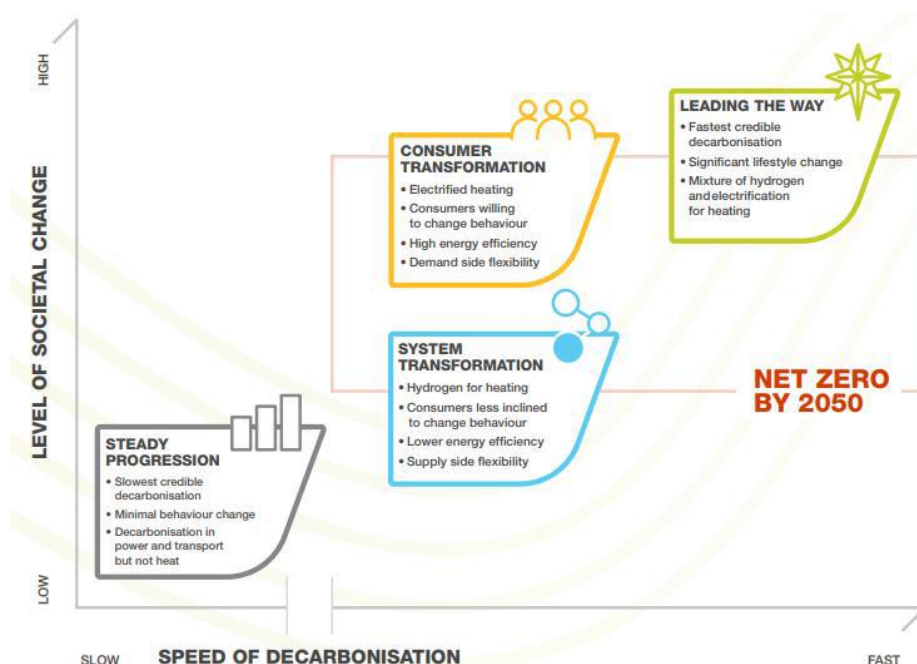 HIGH
LEVEL OF SOCIETAL CHANGE
LOW
LEADING THE WAY
• Fastest credible
decarbonisation
• Significant lifestyle change
• Mixture of hydrogen
and electrification
for heating
CONSUMER
TRANSFORMATION
• Electrified heating
• Consumers willing
to change behaviour
• High energy efficiency
• Demand side flexibility
SYSTEM
TRANSFORMATION
• Hydrogen for heating
• Consumers less inclined
to change behaviour
• Lower energy efficiency
• Supply side flexibility
NET ZERO
BY 2050
STEADY
PROGRESSION
• Slowest credible
decarbonisation
• Minimal behaviour change
• Decarbonisation in
power and transport
but not heat
SLOW SPEED OF DECARBONISATION FAST